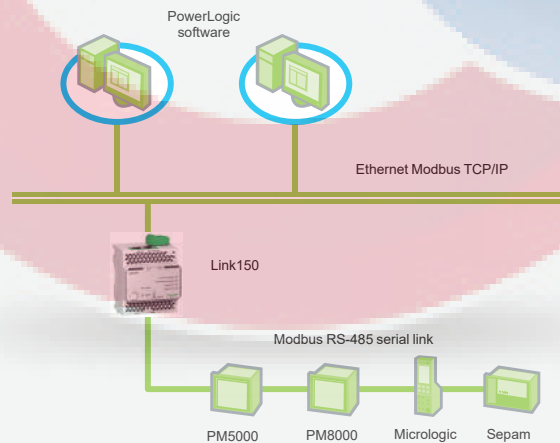 PowerLogic
software
Ethernet Modbus TCP/IP
Link150
Modbus RS-485 serial link
PM5000
PM8000
Micrologic
Sepam